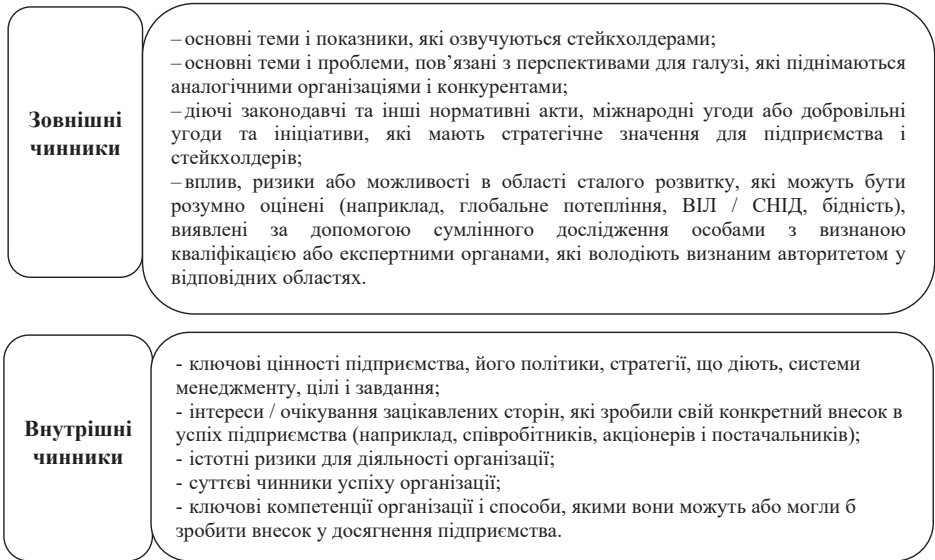 Зовнішні
чинники
– основні теми і показники, які озвучуються стейкхолдерами;
– основні теми і проблеми, пов’язані з перспективами для галузі, які піднімаються
аналогічними організаціями і конкурентами;
– діючі законодавчі та інші нормативні акти, міжнародні угоди або добровільні
угоди та ініціативи, які мають стратегічне значення для підприємства і
стейкхолдерів;
– вплив, ризики або можливості в області сталого розвитку, які можуть бути
розумно оцінені (наприклад, глобальне потепління, ВІЛ / СНІД, бідність),
виявлені за допомогою сумлінного дослідження особами з визнаною
кваліфікацією або експертними органами, які володіють визнаним авторитетом у
відповідних областях.
Внутрішні
чинники
- ключові цінності підприємства, його політики, стратегії, що діють, системи
менеджменту, цілі і завдання;
- інтереси / очікування зацікавлених сторін, які зробили свій конкретний внесок в
успіх підприємства (наприклад, співробітників, акціонерів і постачальників);
- істотні ризики для діяльності організації;
- суттєві чинники успіху організації;
- ключові компетенції організації і способи, якими вони можуть або могли б
зробити внесок у досягнення підприємства.